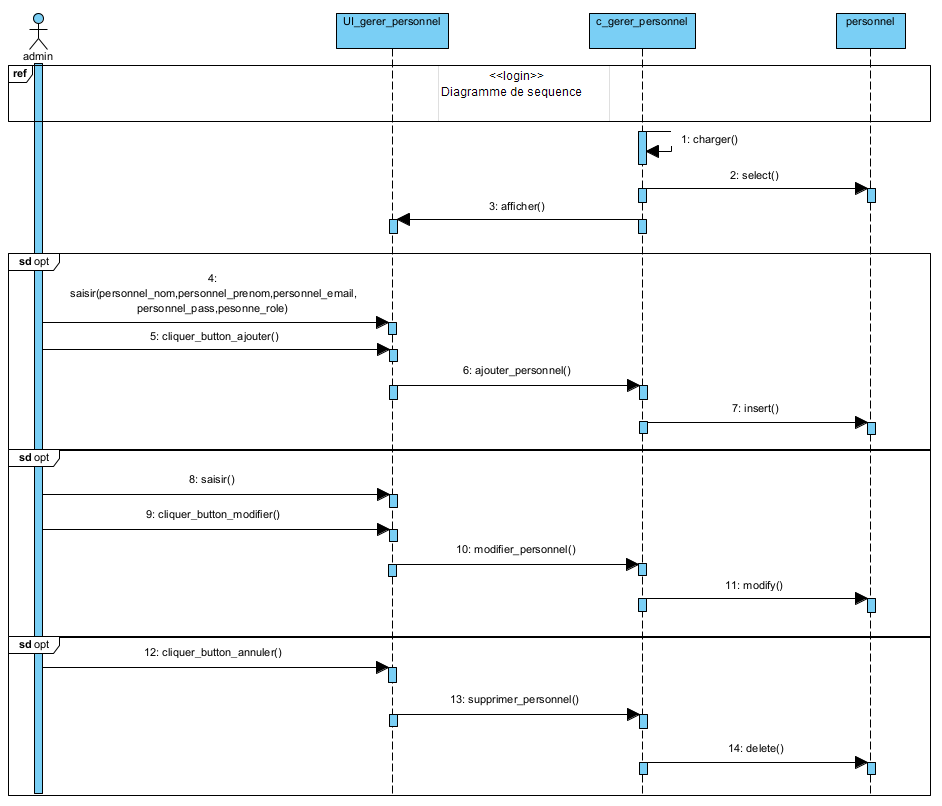 UI_gerer_personnel
c_gerer_personnel
personnel
admin
ref
<<login>>
Diagramme de sequence
1: charger()
2: select()
3: afficher()
sd opt
4:
saisir(personnel_nom,personnel_prenom,personnel_email,
personnel_pass,pesonne_role)
5: cliquer_button_ajouter()
6: ajouter_personnel()
7: insert()
sd opt
8: saisir()
9: cliquer_button_modifier()
10: modifier_personnel()
11: modify()
sd opt
12: cliquer_button_annuler()
13: supprimer_personnel()
14: delete()